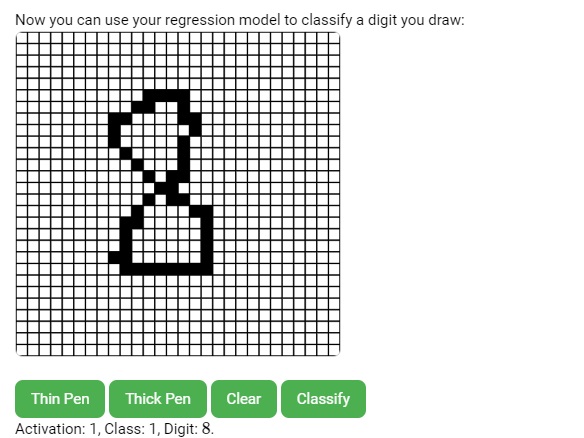 Now you can use your regression model to classify a digit you draw:
8
Thin Pen Thick Pen Clear Classify
Activation: 1, Class: 1, Digit: 8.